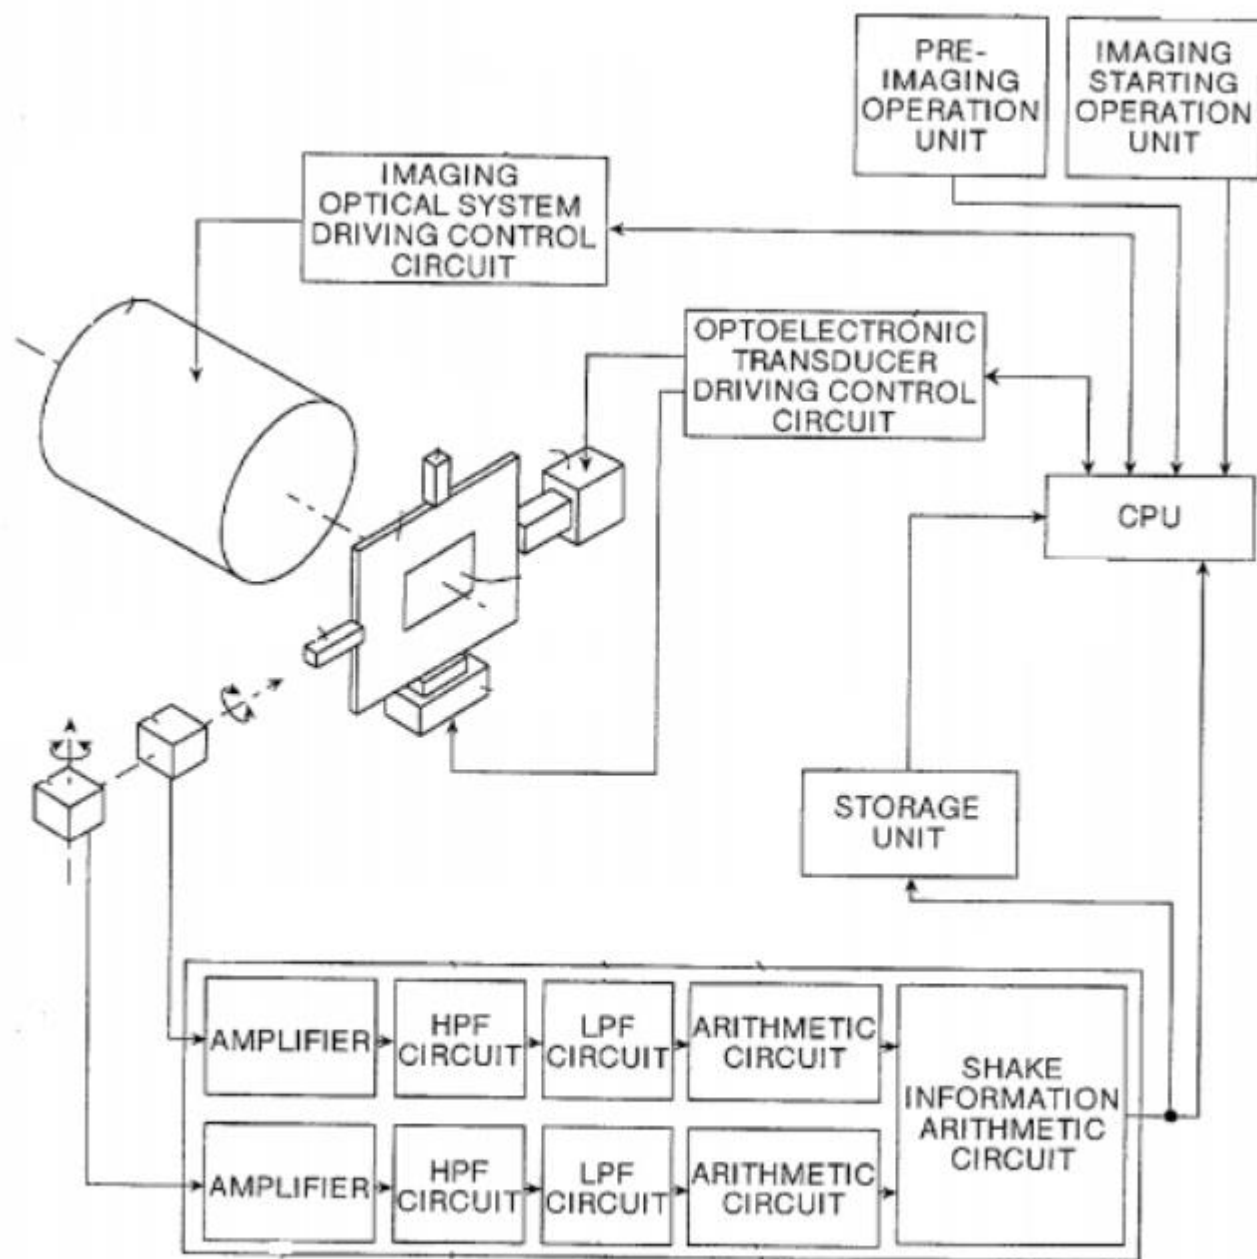 PRE-
IMAGING
OPERATION
UNIT
IMAGING
STARTING
OPERATION
UNIT
IMAGING
OPTICAL SYSTEM
DRIVING CONTROL
CIRCUIT
OPTOELECTRONIC
TRANSDUCER
DRIVING CONTROL
CIRCUIT
CPU
STORAGE
UNIT
AMPLIFIER
HPF
CIRCUIT
LPF
CIRCUIT
ARITHMETIC
CIRCUIT
SHAKE
INFORMATION
ARITHMETIC
CIRCUIT
AMPLIFIER
HPF
CIRCUIT
LPF
CIRCUIT
ARITHMETIC
CIRCUIT